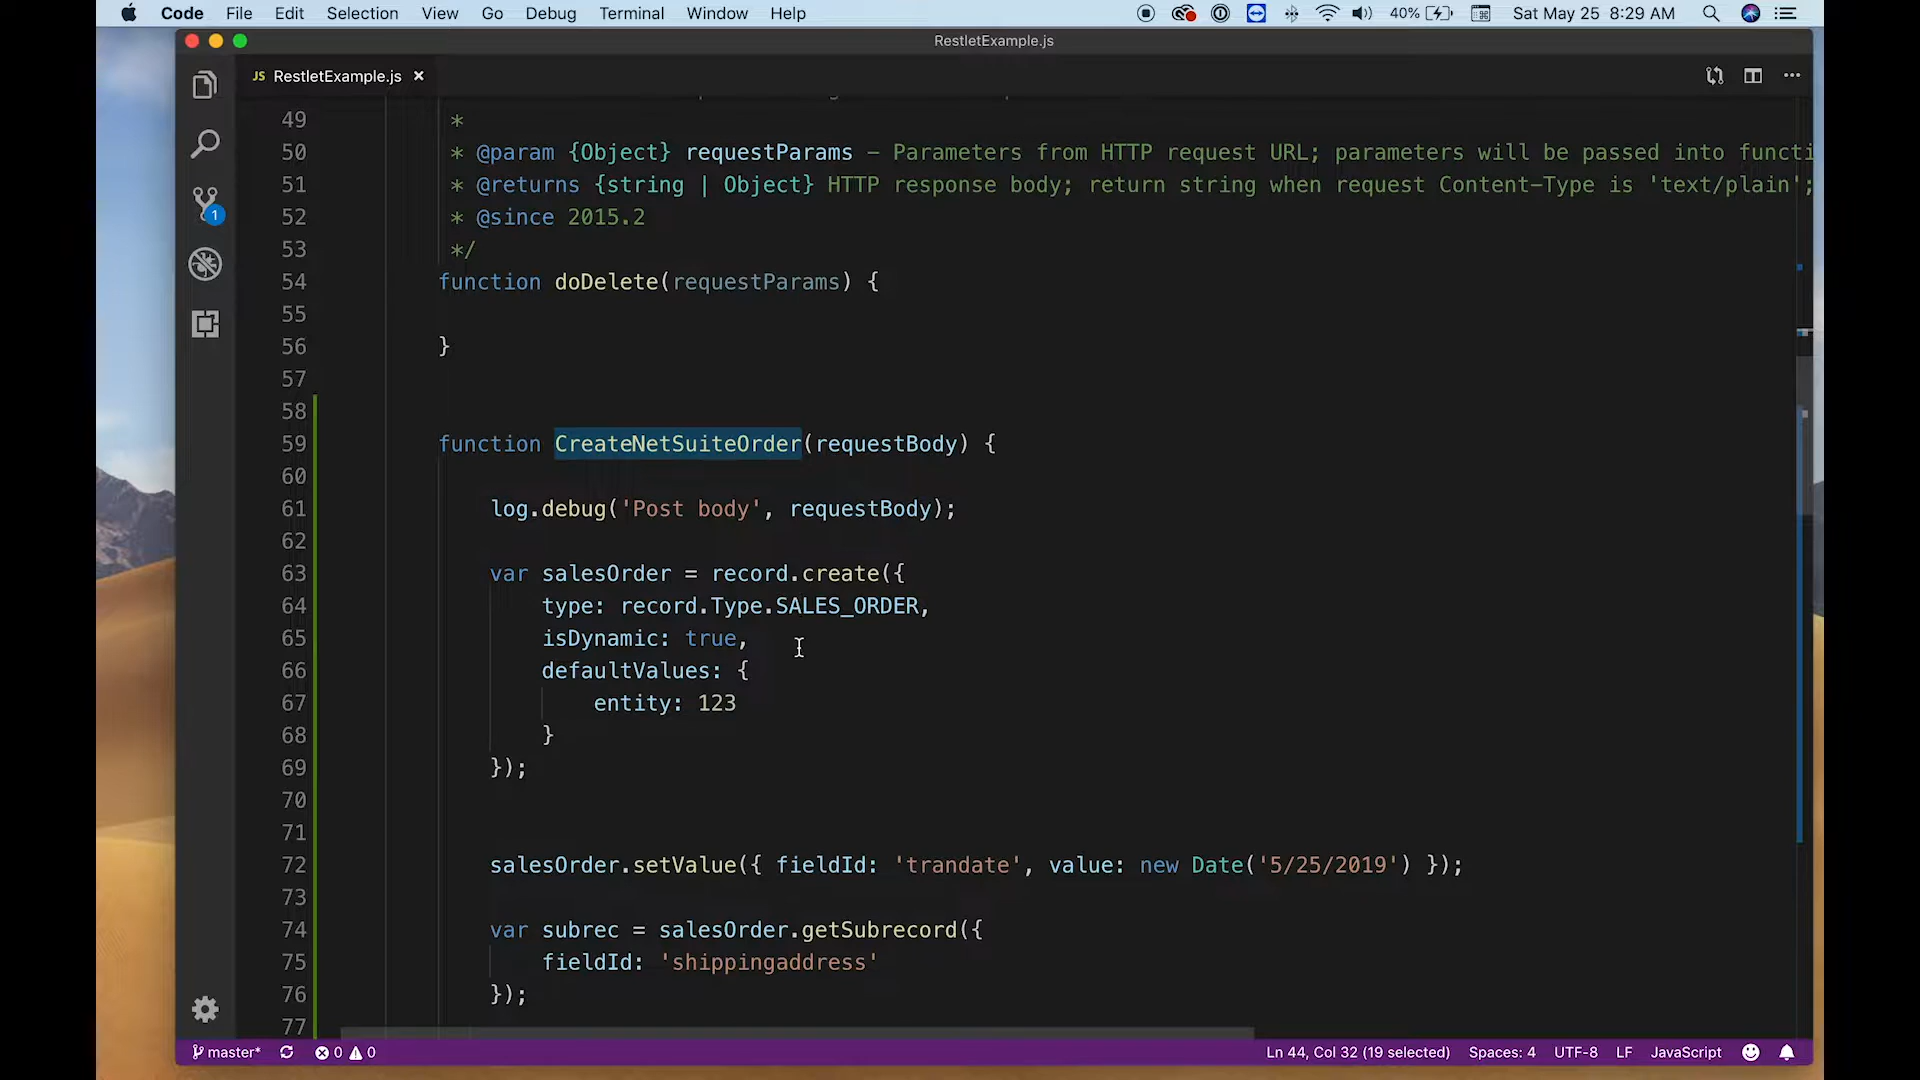 Code File Edit Selection View Go Debug Terminal Window Help 40% Sat May 25 8:29 AM
RestletExample.js
JS RestletExample.js ×
49 *
50 * @param {Object} requestParams - Parameters from HTTP request URL; parameters will be passed into functi
51 * @returns {string | Object} HTTP response body; return string when request Content-Type is 'text/plain';
52 * @since 2015.2
53 */
54 function doDelete(requestParams) {
55
56 }
57
58
59 function CreateNetSuiteOrder(requestBody) {
60
61 log.debug('Post body', requestBody);
62
63 var salesOrder = record.create({
64 type: record.Type.SALES_ORDER,
65 isDynamic: true,
66 defaultValues: {
67 entity: 123
68 }
69 });
70
71
72 salesOrder.setValue({ fieldId: 'trandate', value: new Date('5/25/2019') });
73
74 var subrec = salesOrder.getSubrecord({
75 fieldId: 'shippingaddress'
76 });
77
1
master* 0 0 Ln 44, Col 32 (19 selected) Spaces: 4 UTF-8 LF JavaScript